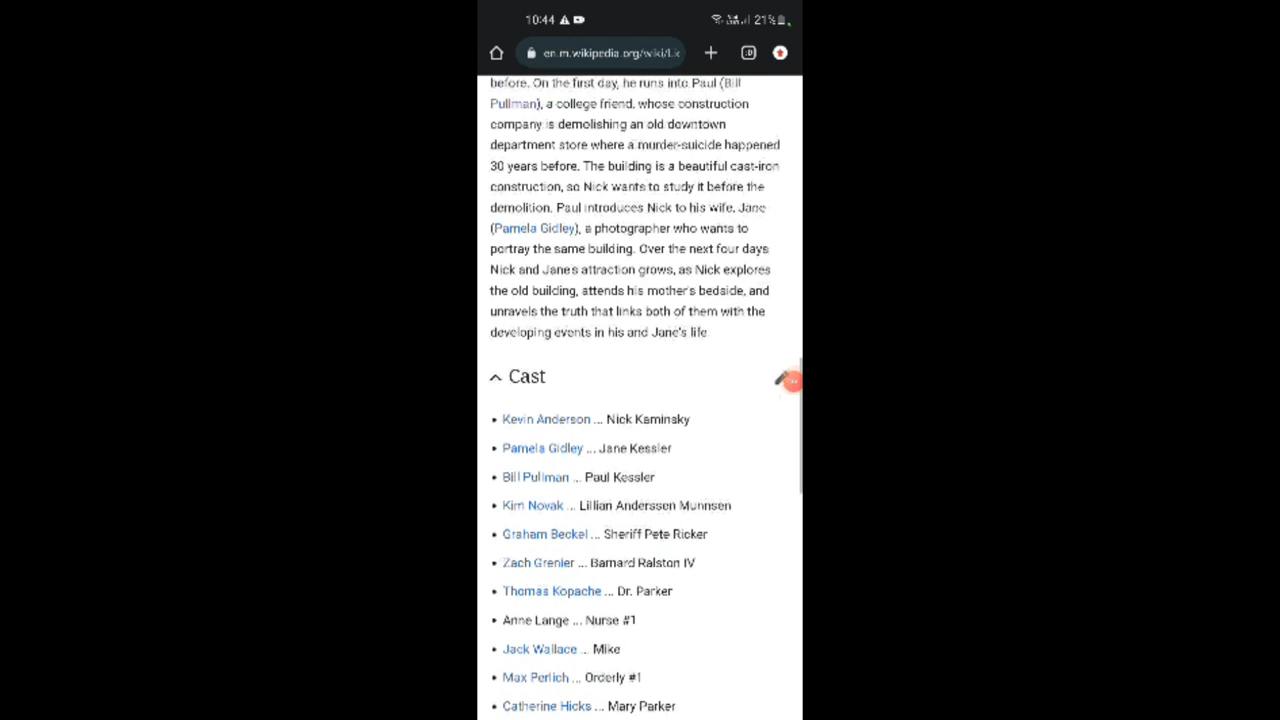 10:44
21%
en.m.wikipedia.org/wiki/Li
:D
before. On the first day, he runs into Paul (Bill
Pullman), a college friend, whose construction
company is demolishing an old downtown
department store where a murder-suicide happened
30 years before. The building is a beautiful cast-iron
construction, so Nick wants to study it before the
demolition. Paul introduces Nick to his wife, Jane
(Pamela Gidley), a photographer who wants to
portray the same building. Over the next four days
Nick and Jane's attraction grows, as Nick explores
the old building, attends his mother's bedside, and
unravels the truth that links both of them with the
developing events in his and Jane's life.
Cast
• Kevin Anderson ... Nick Kaminsky
• Pamela Gidley ... Jane Kessler
• Bill Pullman ... Paul Kessler
• Kim Novak ... Lillian Anderssen Munnsen
• Graham Beckel ... Sheriff Pete Ricker
• Zach Grenier ... Barnard Ralston IV
• Thomas Kopache ... Dr. Parker
• Anne Lange ... Nurse #1
• Jack Wallace ... Mike
• Max Perlich ... Orderly #1
• Catherine Hicks ... Mary Parker